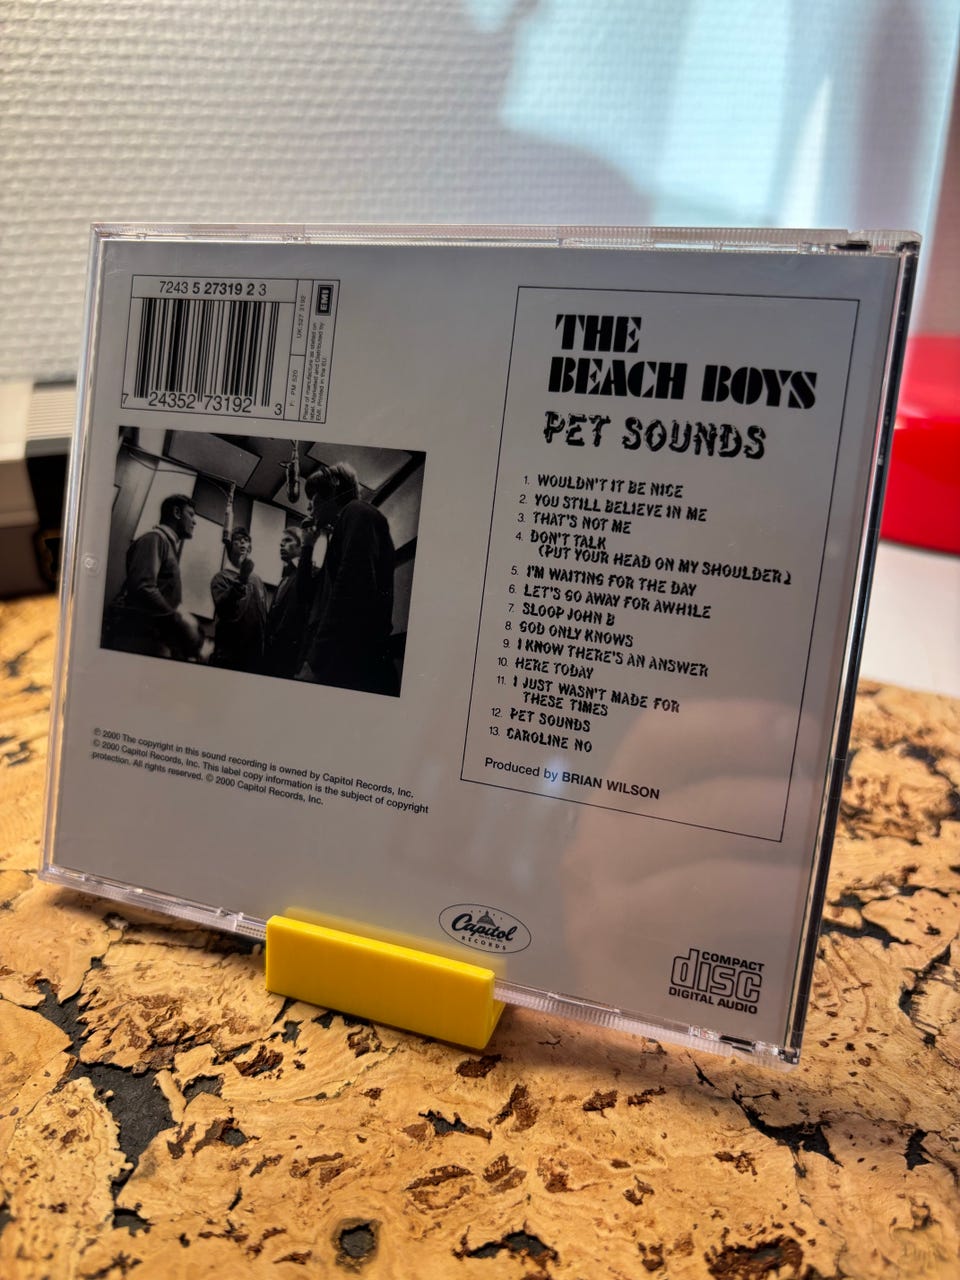 7243 5 27319 2 3
7 24352 73192 3
F: PM 520
UK:527 3192
EMI
THE
BEACH BOYS
PET SOUNDS
1. WOULDN'T IT BE NICE
2. YOU STILL BELIEVE IN ME
3. THAT'S NOT ME
4. DON'T TALK
(PUT YOUR HEAD ON MY SHOULDER)
5. I'M WAITING FOR THE DAY
6. LET'S GO AWAY FOR AWHILE
7. SLOOP JOHN B
8. GOD ONLY KNOWS
9. I KNOW THERE'S AN ANSWER
10. HERE TODAY
11. I JUST WASN'T MADE FOR
THESE TIMES
12. PET SOUNDS
13. CAROLINE NO
Produced by BRIAN WILSON
℗ 2000 The copyright in this sound recording is owned by Capitol Records, Inc.
© 2000 Capitol Records, Inc. This label copy information is the subject of copyright
protection. All rights reserved. © 2000 Capitol Records, Inc.
Capitol
RECORDS
COMPACT
disc
DIGITAL AUDIO